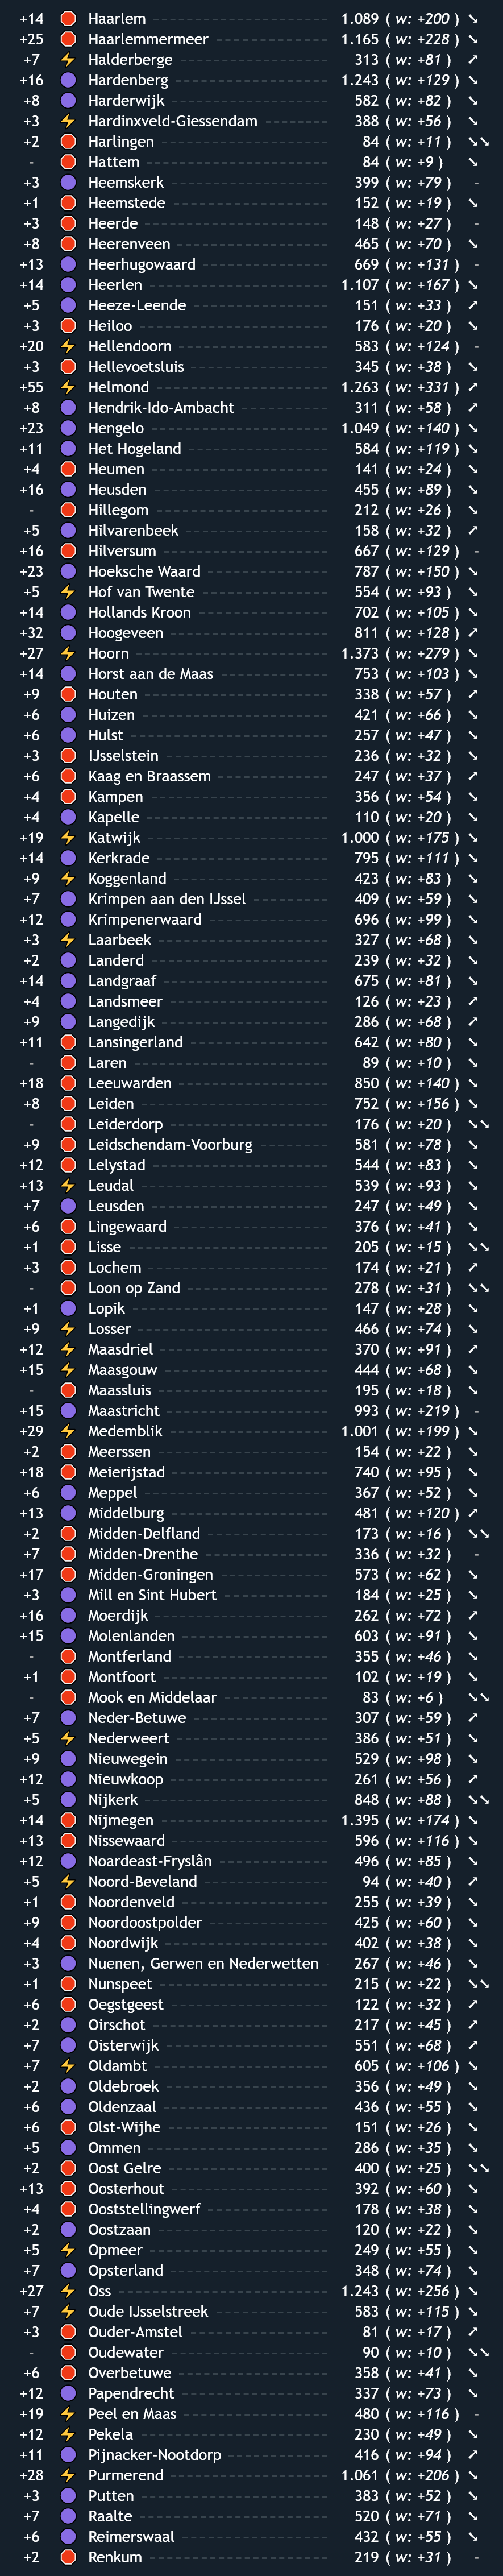 +14 Haarlem 1.089 ( w: +200 )
+25 Haarlemmermeer 1.165 ( w: +228 )
+7 Halderberge 313 ( w: +81 )
+16 Hardenberg 1.243 ( w: +129 )
+8 Harderwijk 582 ( w: +82 )
+3 Hardinxveld-Giessendam 388 ( w: +56 )
+2 Harlingen 84 ( w: +11 )
- Hattem 84 ( w: +9 )
+3 Heemskerk 399 ( w: +79 ) -
+1 Heemstede 152 ( w: +19 )
+3 Heerde 148 ( w: +27 ) -
+8 Heerenveen 465 ( w: +70 )
+13 Heerhugowaard 669 ( w: +131 ) -
+14 Heerlen 1.107 ( w: +167 )
+5 Heeze-Leende 151 ( w: +33 )
+3 Heiloo 176 ( w: +20 )
+20 Hellendoorn 583 ( w: +124 ) -
+3 Hellevoetsluis 345 ( w: +38 )
+55 Helmond 1.263 ( w: +331 )
+8 Hendrik-Ido-Ambacht 311 ( w: +58 )
+23 Hengelo 1.049 ( w: +140 )
+11 Het Hogeland 584 ( w: +119 )
+4 Heumen 141 ( w: +24 )
+16 Heusden 455 ( w: +89 )
- Hillegom 212 ( w: +26 )
+5 Hilvarenbeek 158 ( w: +32 )
+16 Hilversum 667 ( w: +129 ) -
+23 Hoeksche Waard 787 ( w: +150 )
+5 Hof van Twente 554 ( w: +93 )
+14 Hollands Kroon 702 ( w: +105 )
+32 Hoogeveen 811 ( w: +128 )
+27 Hoorn 1.373 ( w: +279 )
+14 Horst aan de Maas 753 ( w: +103 )
+9 Houten 338 ( w: +57 )
+6 Huizen 421 ( w: +66 )
+6 Hulst 257 ( w: +47 )
+3 IJsselstein 236 ( w: +32 )
+6 Kaag en Braassem 247 ( w: +37 )
+4 Kampen 356 ( w: +54 )
+4 Kapelle 110 ( w: +20 )
+19 Katwijk 1.000 ( w: +175 )
+14 Kerkrade 795 ( w: +111 )
+9 Koggenland 423 ( w: +83 )
+7 Krimpen aan den IJssel 409 ( w: +59 )
+12 Krimpenerwaard 696 ( w: +99 )
+3 Laarbeek 327 ( w: +68 )
+2 Landerd 239 ( w: +32 )
+14 Landgraaf 675 ( w: +81 )
+4 Landsmeer 126 ( w: +23 )
+9 Langedijk 286 ( w: +68 )
+11 Lansingerland 642 ( w: +80 )
- Laren 89 ( w: +10 )
+18 Leeuwarden 850 ( w: +140 )
+8 Leiden 752 ( w: +156 )
- Leiderdorp 176 ( w: +20 )
+9 Leidschendam-Voorburg 581 ( w: +78 )
+12 Lelystad 544 ( w: +83 )
+13 Leudal 539 ( w: +93 )
+7 Leusden 247 ( w: +49 )
+6 Lingewaard 376 ( w: +41 )
+1 Lisse 205 ( w: +15 )
+3 Lochem 174 ( w: +21 )
- Loon op Zand 278 ( w: +31 )
+1 Lopik 147 ( w: +28 )
+9 Losser 466 ( w: +74 )
+12 Maasdriel 370 ( w: +91 )
+15 Maasgouw 444 ( w: +68 )
- Maassluis 195 ( w: +18 )
+15 Maastricht 993 ( w: +219 ) -
+29 Medemblik 1.001 ( w: +199 )
+2 Meerssen 154 ( w: +22 )
+18 Meierijstad 740 ( w: +95 )
+6 Meppel 367 ( w: +52 )
+13 Middelburg 481 ( w: +120 )
+2 Midden-Delfland 173 ( w: +16 )
+7 Midden-Drenthe 336 ( w: +32 ) -
+17 Midden-Groningen 573 ( w: +62 )
+3 Mill en Sint Hubert 184 ( w: +25 )
+16 Moerdijk 262 ( w: +72 )
+15 Molenlanden 603 ( w: +91 )
- Montferland 355 ( w: +46 )
+1 Montfoort 102 ( w: +19 )
- Mook en Middelaar 83 ( w: +6 )
+7 Neder-Betuwe 307 ( w: +59 )
+5 Nederweert 386 ( w: +51 )
+9 Nieuwegein 529 ( w: +98 )
+12 Nieuwkoop 261 ( w: +56 )
+5 Nijkerk 848 ( w: +88 )
+14 Nijmegen 1.395 ( w: +174 )
+13 Nissewaard 596 ( w: +116 )
+12 Noardeast-Fryslân 496 ( w: +85 )
+5 Noord-Beveland 94 ( w: +40 )
+1 Noordenveld 255 ( w: +39 )
+9 Noordoostpolder 425 ( w: +60 )
+4 Noordwijk 402 ( w: +38 )
+3 Nuenen, Gerwen en Nederwetten 267 ( w: +46 )
+1 Nunspeet 215 ( w: +22 )
+6 Oegstgeest 122 ( w: +32 )
+2 Oirschot 217 ( w: +45 )
+7 Oisterwijk 551 ( w: +68 )
+7 Oldambt 605 ( w: +106 )
+2 Oldebroek 356 ( w: +49 )
+6 Oldenzaal 436 ( w: +55 )
+6 Olst-Wijhe 151 ( w: +26 )
+5 Ommen 286 ( w: +35 )
+2 Oost Gelre 400 ( w: +25 )
+13 Oosterhout 392 ( w: +60 )
+4 Ooststellingwerf 178 ( w: +38 )
+2 Oostzaan 120 ( w: +22 )
+5 Opmeer 249 ( w: +55 )
+7 Opsterland 348 ( w: +74 )
+27 Oss 1.243 ( w: +256 )
+7 Oude IJsselstreek 583 ( w: +115 )
+3 Ouder-Amstel 81 ( w: +17 )
- Oudewater 90 ( w: +10 )
+6 Overbetuwe 358 ( w: +41 )
+12 Papendrecht 337 ( w: +73 )
+19 Peel en Maas 480 ( w: +116 ) -
+12 Pekela 230 ( w: +49 )
+11 Pijnacker-Nootdorp 416 ( w: +94 )
+28 Purmerend 1.061 ( w: +206 )
+3 Putten 383 ( w: +52 )
+7 Raalte 520 ( w: +71 )
+6 Reimerswaal 432 ( w: +55 )
+2 Renkum 219 ( w: +31 ) -